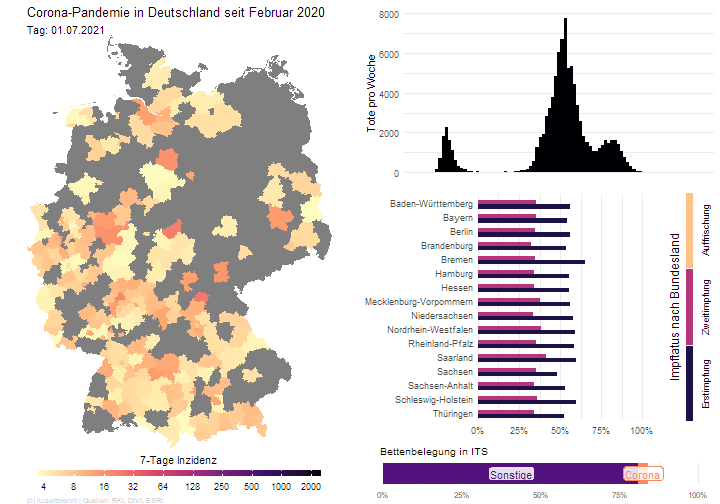 Corona-Pandemie in Deutschland seit Februar 2020
Tag: 01.07.2021
7-Tage Inzidenz
4 8 16 32 64 100 200 500 1000 2000
(c) /u/zeitbrennt | Quellen: RKI, DIVI, ESRI
Tote pro Woche
8000
6000
4000
2000
0
Baden-Württemberg
Bayern
Berlin
Brandenburg
Bremen
Hamburg
Hessen
Mecklenburg-Vorpommern
Niedersachsen
Nordrhein-Westfalen
Rheinland-Pfalz
Saarland
Sachsen
Sachsen-Anhalt
Schleswig-Holstein
Thüringen
0% 25% 50% 75% 100%
Impfstatus nach Bundesland
Auffrischung
Zweitimpfung
Erstimpfung
Bettenbelegung in ITS
Sonstige Corona
0% 25% 50% 75% 100%